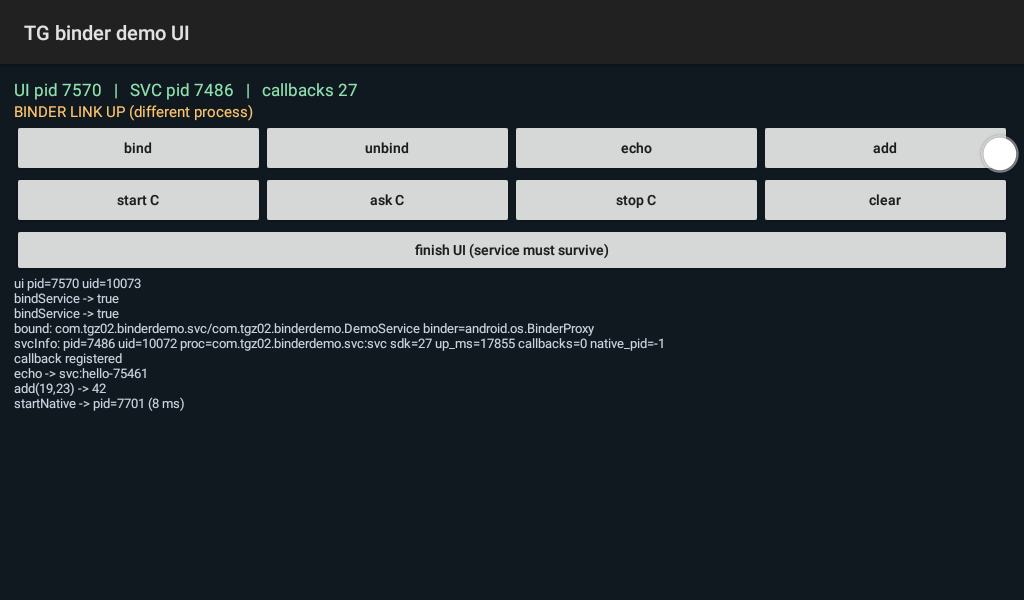 TG binder demo UI
UI pid 7570 | SVC pid 7486 | callbacks 27
BINDER LINK UP (different process)
bind unbind echo add
start C ask C stop C clear
finish UI (service must survive)
ui pid=7570 uid=10073
bindService -> true
bindService -> true
bound: com.tgz02.binderdemo.svc/com.tgz02.binderdemo.DemoService binder=android.os.BinderProxy
svcInfo: pid=7486 uid=10072 proc=com.tgz02.binderdemo.svc:svc sdk=27 up_ms=17855 callbacks=0 native_pid=-1
callback registered
echo -> svc:hello-75461
add(19,23) -> 42
startNative -> pid=7701 (8 ms)